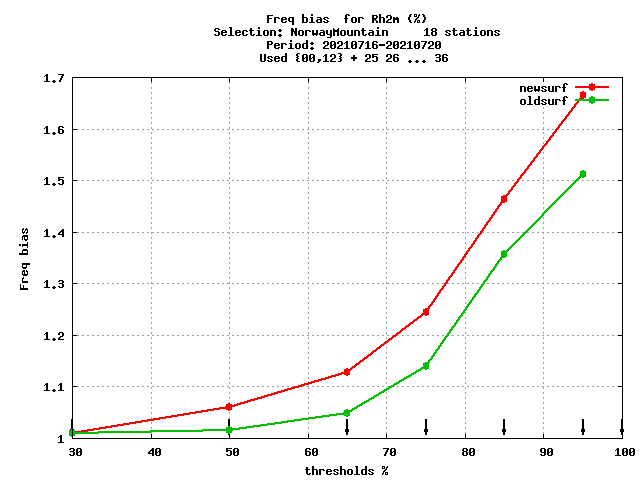 Freq bias  for Rh2m (%)
Selection: NorwayMountain     18 stations
Period: 20210716-20210720
Used {00,12} + 25 26 ... 36
newsurf
oldsurf
1.7
1.6
1.5
1.4
1.3
1.2
1.1
1
Freq bias
30 40 50 60 70 80 90 100
thresholds %